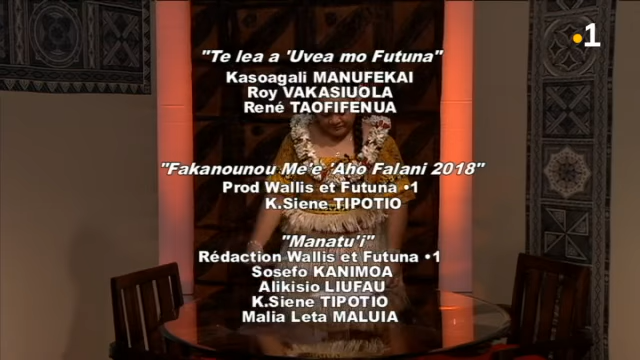 1
"Te lea a 'Uvea mo Futuna"
Kasoagali MANUFEKAI
Roy VAKASIUOLA
René TAOFIFENUA
"Fakanounou Me'e 'Aho Falani 2018"
Prod Wallis et Futuna •1
K.Siene TIPOTIO
"Manatu'i"
Rédaction Wallis et Futuna •1
Sosefo KANIMOA
Alikisio LIUFAU
K.Siene TIPOTIO
Malia Leta MALUIA